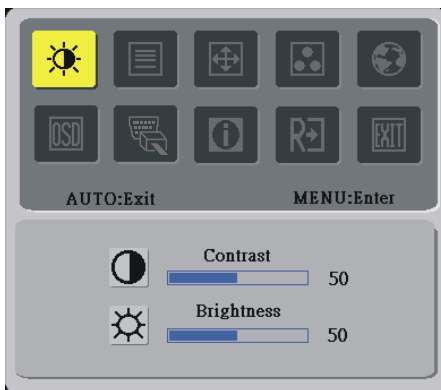 OSD
i
R
EXIT
AUTO:Exit MENU:Enter
Contrast
50
Brightness
50